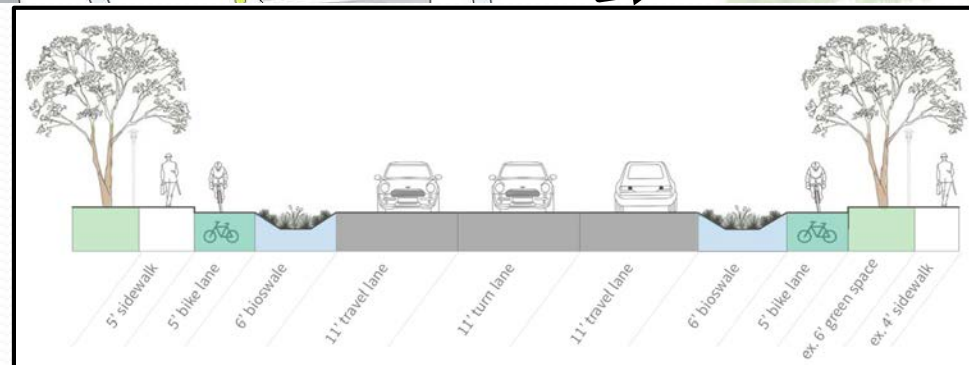 5' sidewalk
5' bike lane
6' bioswale
11' travel lane
11' turn lane
11' travel lane
6' bioswale
5' bike lane
ex. 6' green space
ex. 4' sidewalk